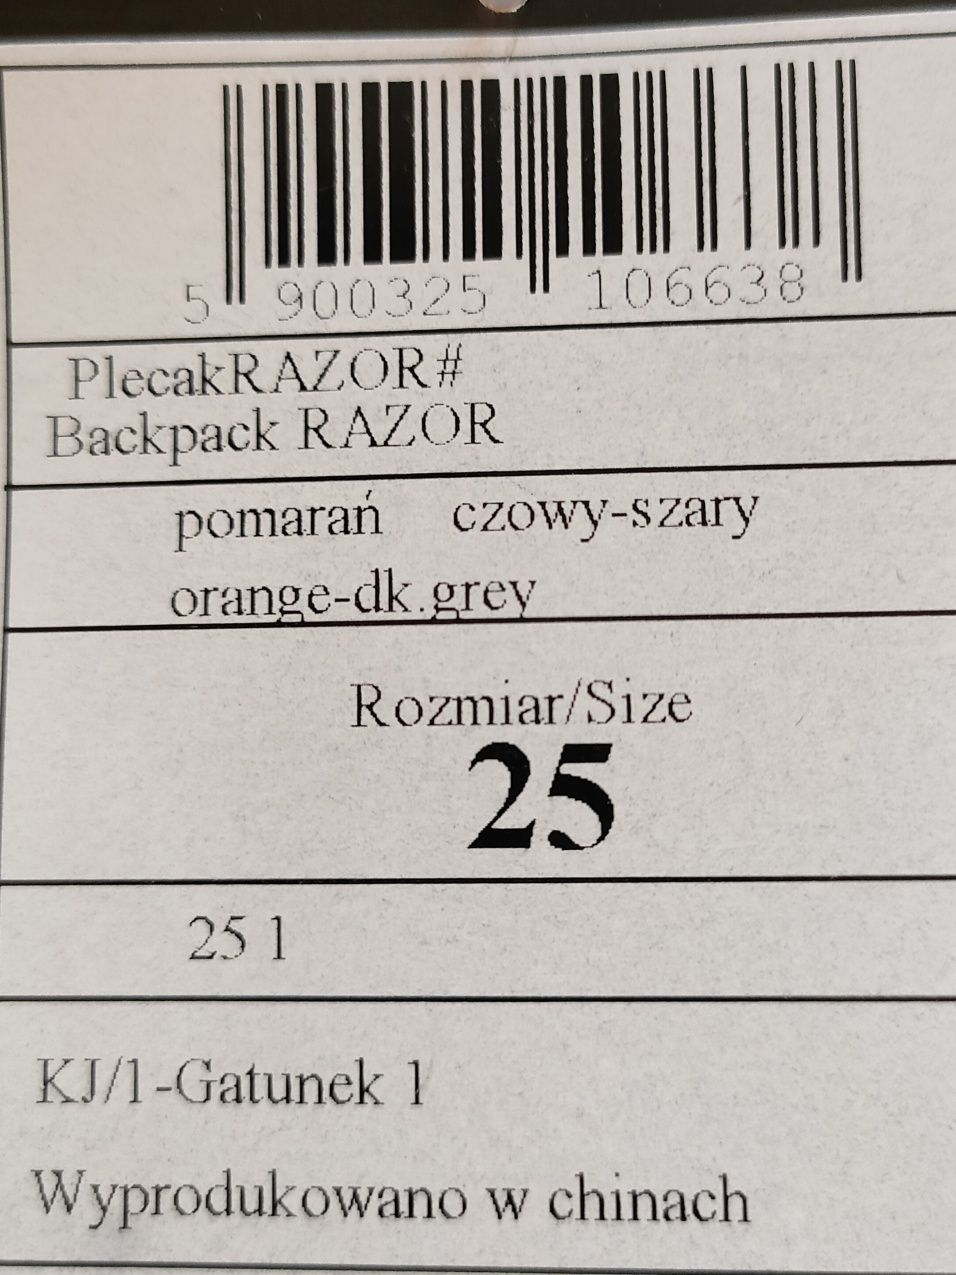 5 900325 106638
PlecakRAZOR#
Backpack RAZOR
pomarań czowy-szary
orange-dk.grey
Rozmiar/Size
25
25 l
KJ/1-Gatunek 1
Wyprodukowano w chinach